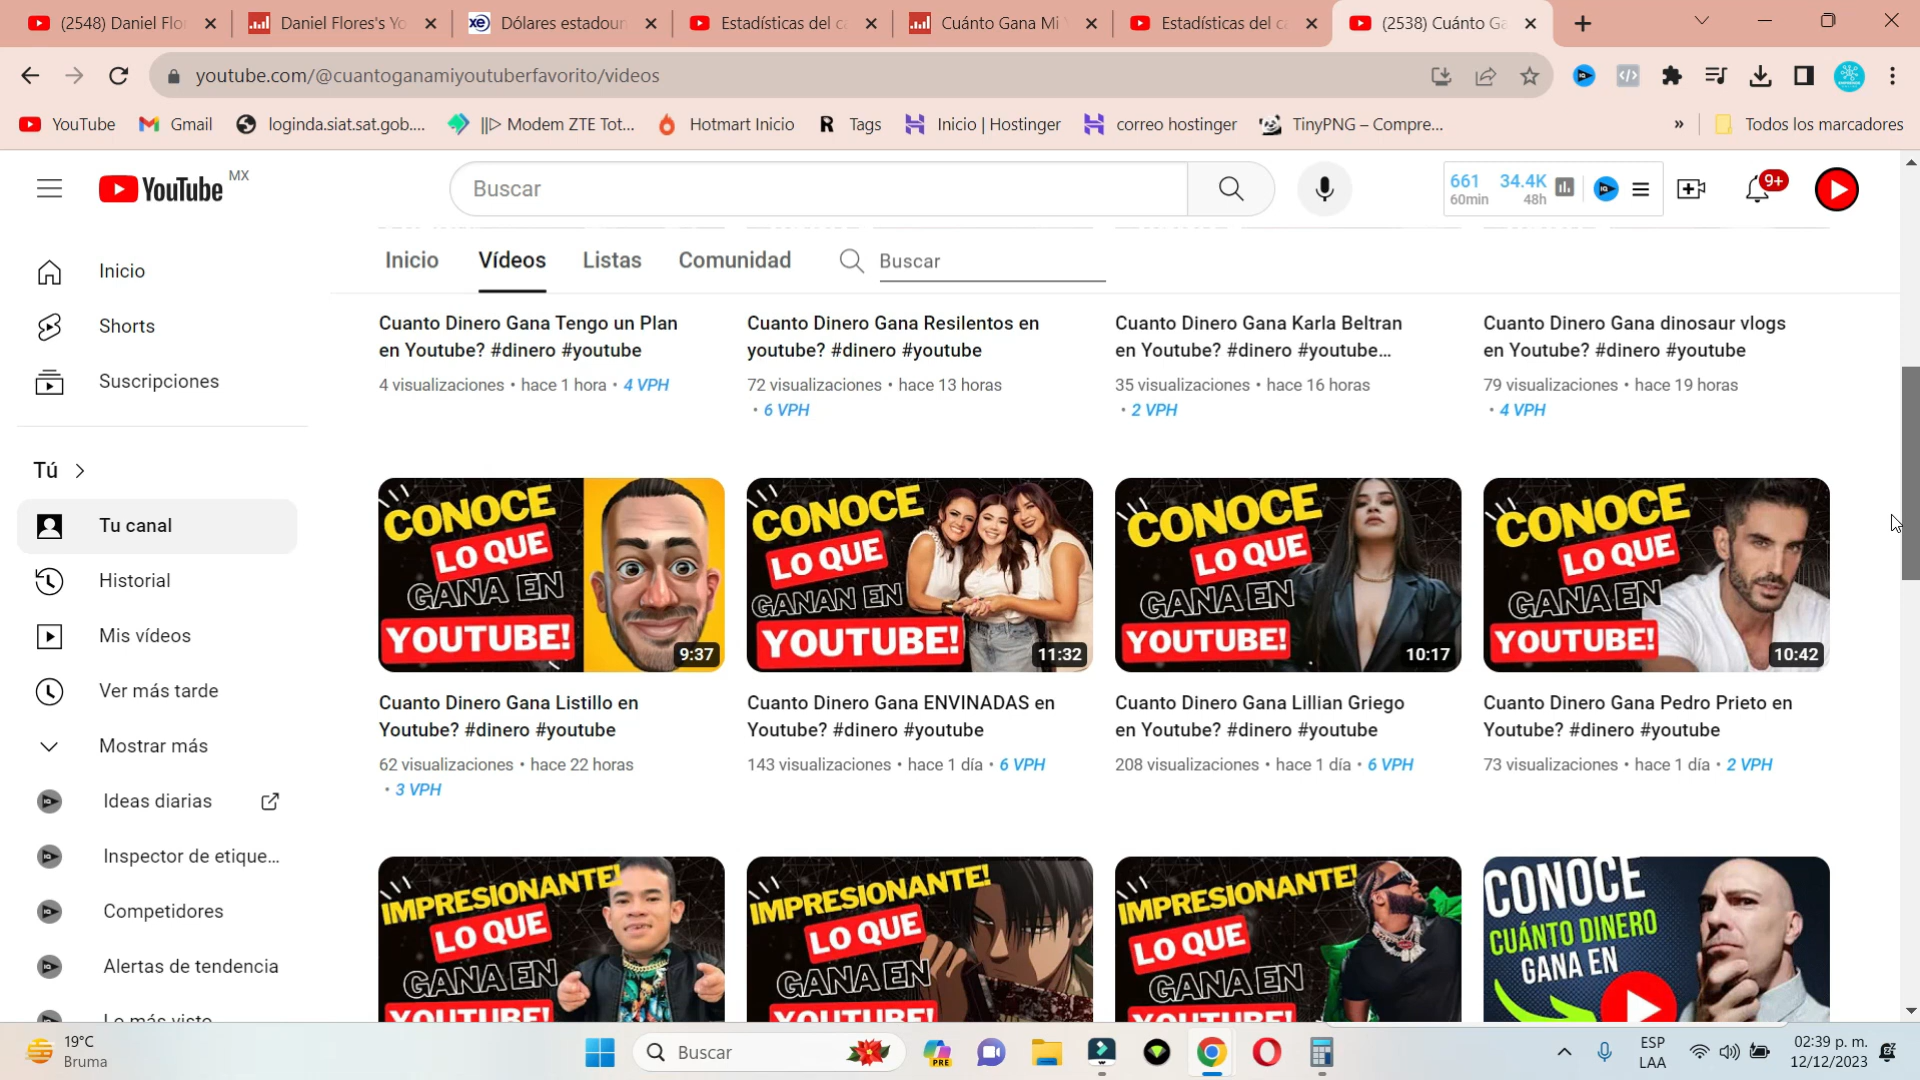 (2548) Daniel Flo
Daniel Flores's Yo
Dólares estadoun
Estadísticas del c
Cuánto Gana Mi
Estadísticas del c
(2538) Cuánto Ga
youtube.com/@cuantoganamiyoutuberfavorito/videos
YouTube
Gmail
loginda.siat.sat.gob....
||▷ Modem ZTE Tot...
Hotmart Inicio
Tags
Inicio | Hostinger
correo hostinger
TinyPNG – Compre...
»
Todos los marcadores
YouTube MX
Buscar
661 60min
34.4K 48h
9+
Inicio
Vídeos
Listas
Comunidad
Buscar
Inicio
Shorts
Suscripciones
Tú
Tu canal
Historial
Mis vídeos
Ver más tarde
Mostrar más
Ideas diarias
Inspector de etique...
Competidores
Alertas de tendencia
Lo más visto
Cuanto Dinero Gana Tengo un Plan
en Youtube? #dinero #youtube
4 visualizaciones • hace 1 hora • 4 VPH
Cuanto Dinero Gana Resilentos en
youtube? #dinero #youtube
72 visualizaciones • hace 13 horas
• 6 VPH
Cuanto Dinero Gana Karla Beltran
en Youtube? #dinero #youtube...
35 visualizaciones • hace 16 horas
• 2 VPH
Cuanto Dinero Gana dinosaur vlogs
en Youtube? #dinero #youtube
79 visualizaciones • hace 19 horas
• 4 VPH
CONOCE
LO QUE
GANA EN
YOUTUBE!
9:37
CONOCE
LO QUE
GANAN EN
YOUTUBE!
11:32
CONOCE
LO QUE
GANA EN
YOUTUBE!
10:17
CONOCE
LO QUE
GANA EN
YOUTUBE!
10:42
Cuanto Dinero Gana Listillo en
Youtube? #dinero #youtube
62 visualizaciones • hace 22 horas
• 3 VPH
Cuanto Dinero Gana ENVINADAS en
Youtube? #dinero #youtube
143 visualizaciones • hace 1 día • 6 VPH
Cuanto Dinero Gana Lillian Griego
en Youtube? #dinero #youtube
208 visualizaciones • hace 1 día • 6 VPH
Cuanto Dinero Gana Pedro Prieto en
Youtube? #dinero #youtube
73 visualizaciones • hace 1 día • 2 VPH
IMPRESIONANTE!
LO QUE
GANA EN
YOUTUBE!
IMPRESIONANTE!
LO QUE
GANA EN
YOUTUBE!
IMPRESIONANTE!
LO QUE
GANA EN
YOUTUBE!
CONOCE
CUÁNTO DINERO
GANA EN
19°C
Bruma
Buscar
PRE
ESP
LAA
02:39 p. m.
12/12/2023